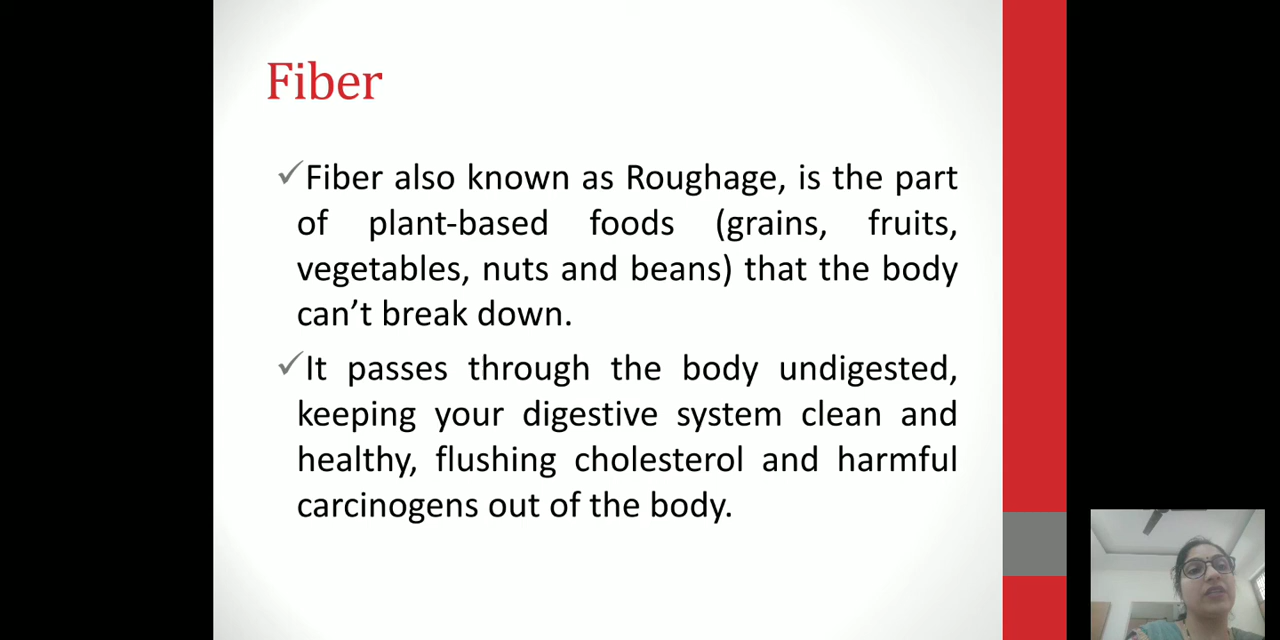 Fiber
✓Fiber also known as Roughage, is the part
of plant-based foods (grains, fruits,
vegetables, nuts and beans) that the body
can’t break down.
✓It passes through the body undigested,
keeping your digestive system clean and
healthy, flushing cholesterol and harmful
carcinogens out of the body.